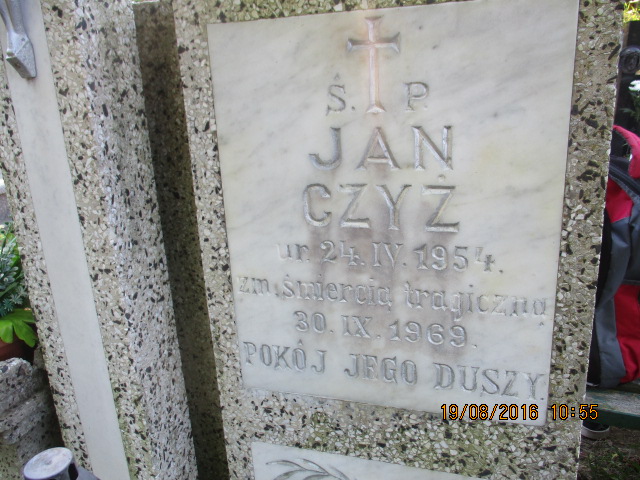 Ś. P.
JAN
CZYŻ
ur. 24. IV. 1954.
zm. śmiercią tragiczną
30. IX. 1969.
POKÓJ JEGO DUSZY.
19/08/2016 10:55